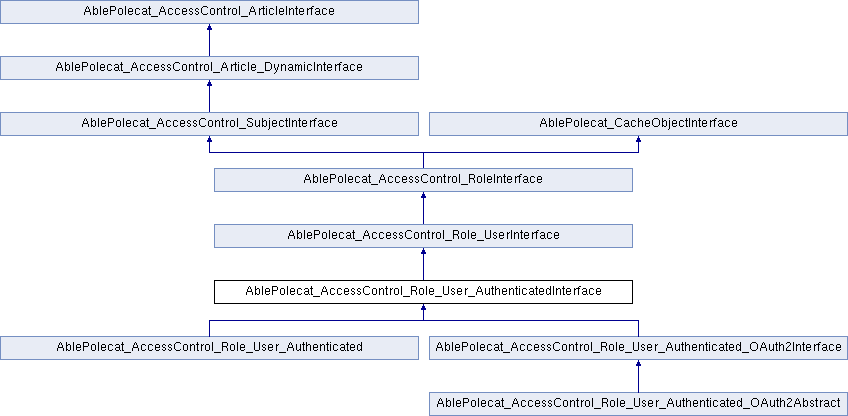 AblePolecat_AccessControl_ArticleInterface
AblePolecat_AccessControl_Article_DynamicInterface
AblePolecat_AccessControl_SubjectInterface
AblePolecat_CacheObjectInterface
AblePolecat_AccessControl_RoleInterface
AblePolecat_AccessControl_Role_UserInterface
AblePolecat_AccessControl_Role_User_AuthenticatedInterface
AblePolecat_AccessControl_Role_User_Authenticated
AblePolecat_AccessControl_Role_User_Authenticated_OAuth2Interface
AblePolecat_AccessControl_Role_User_Authenticated_OAuth2Abstract